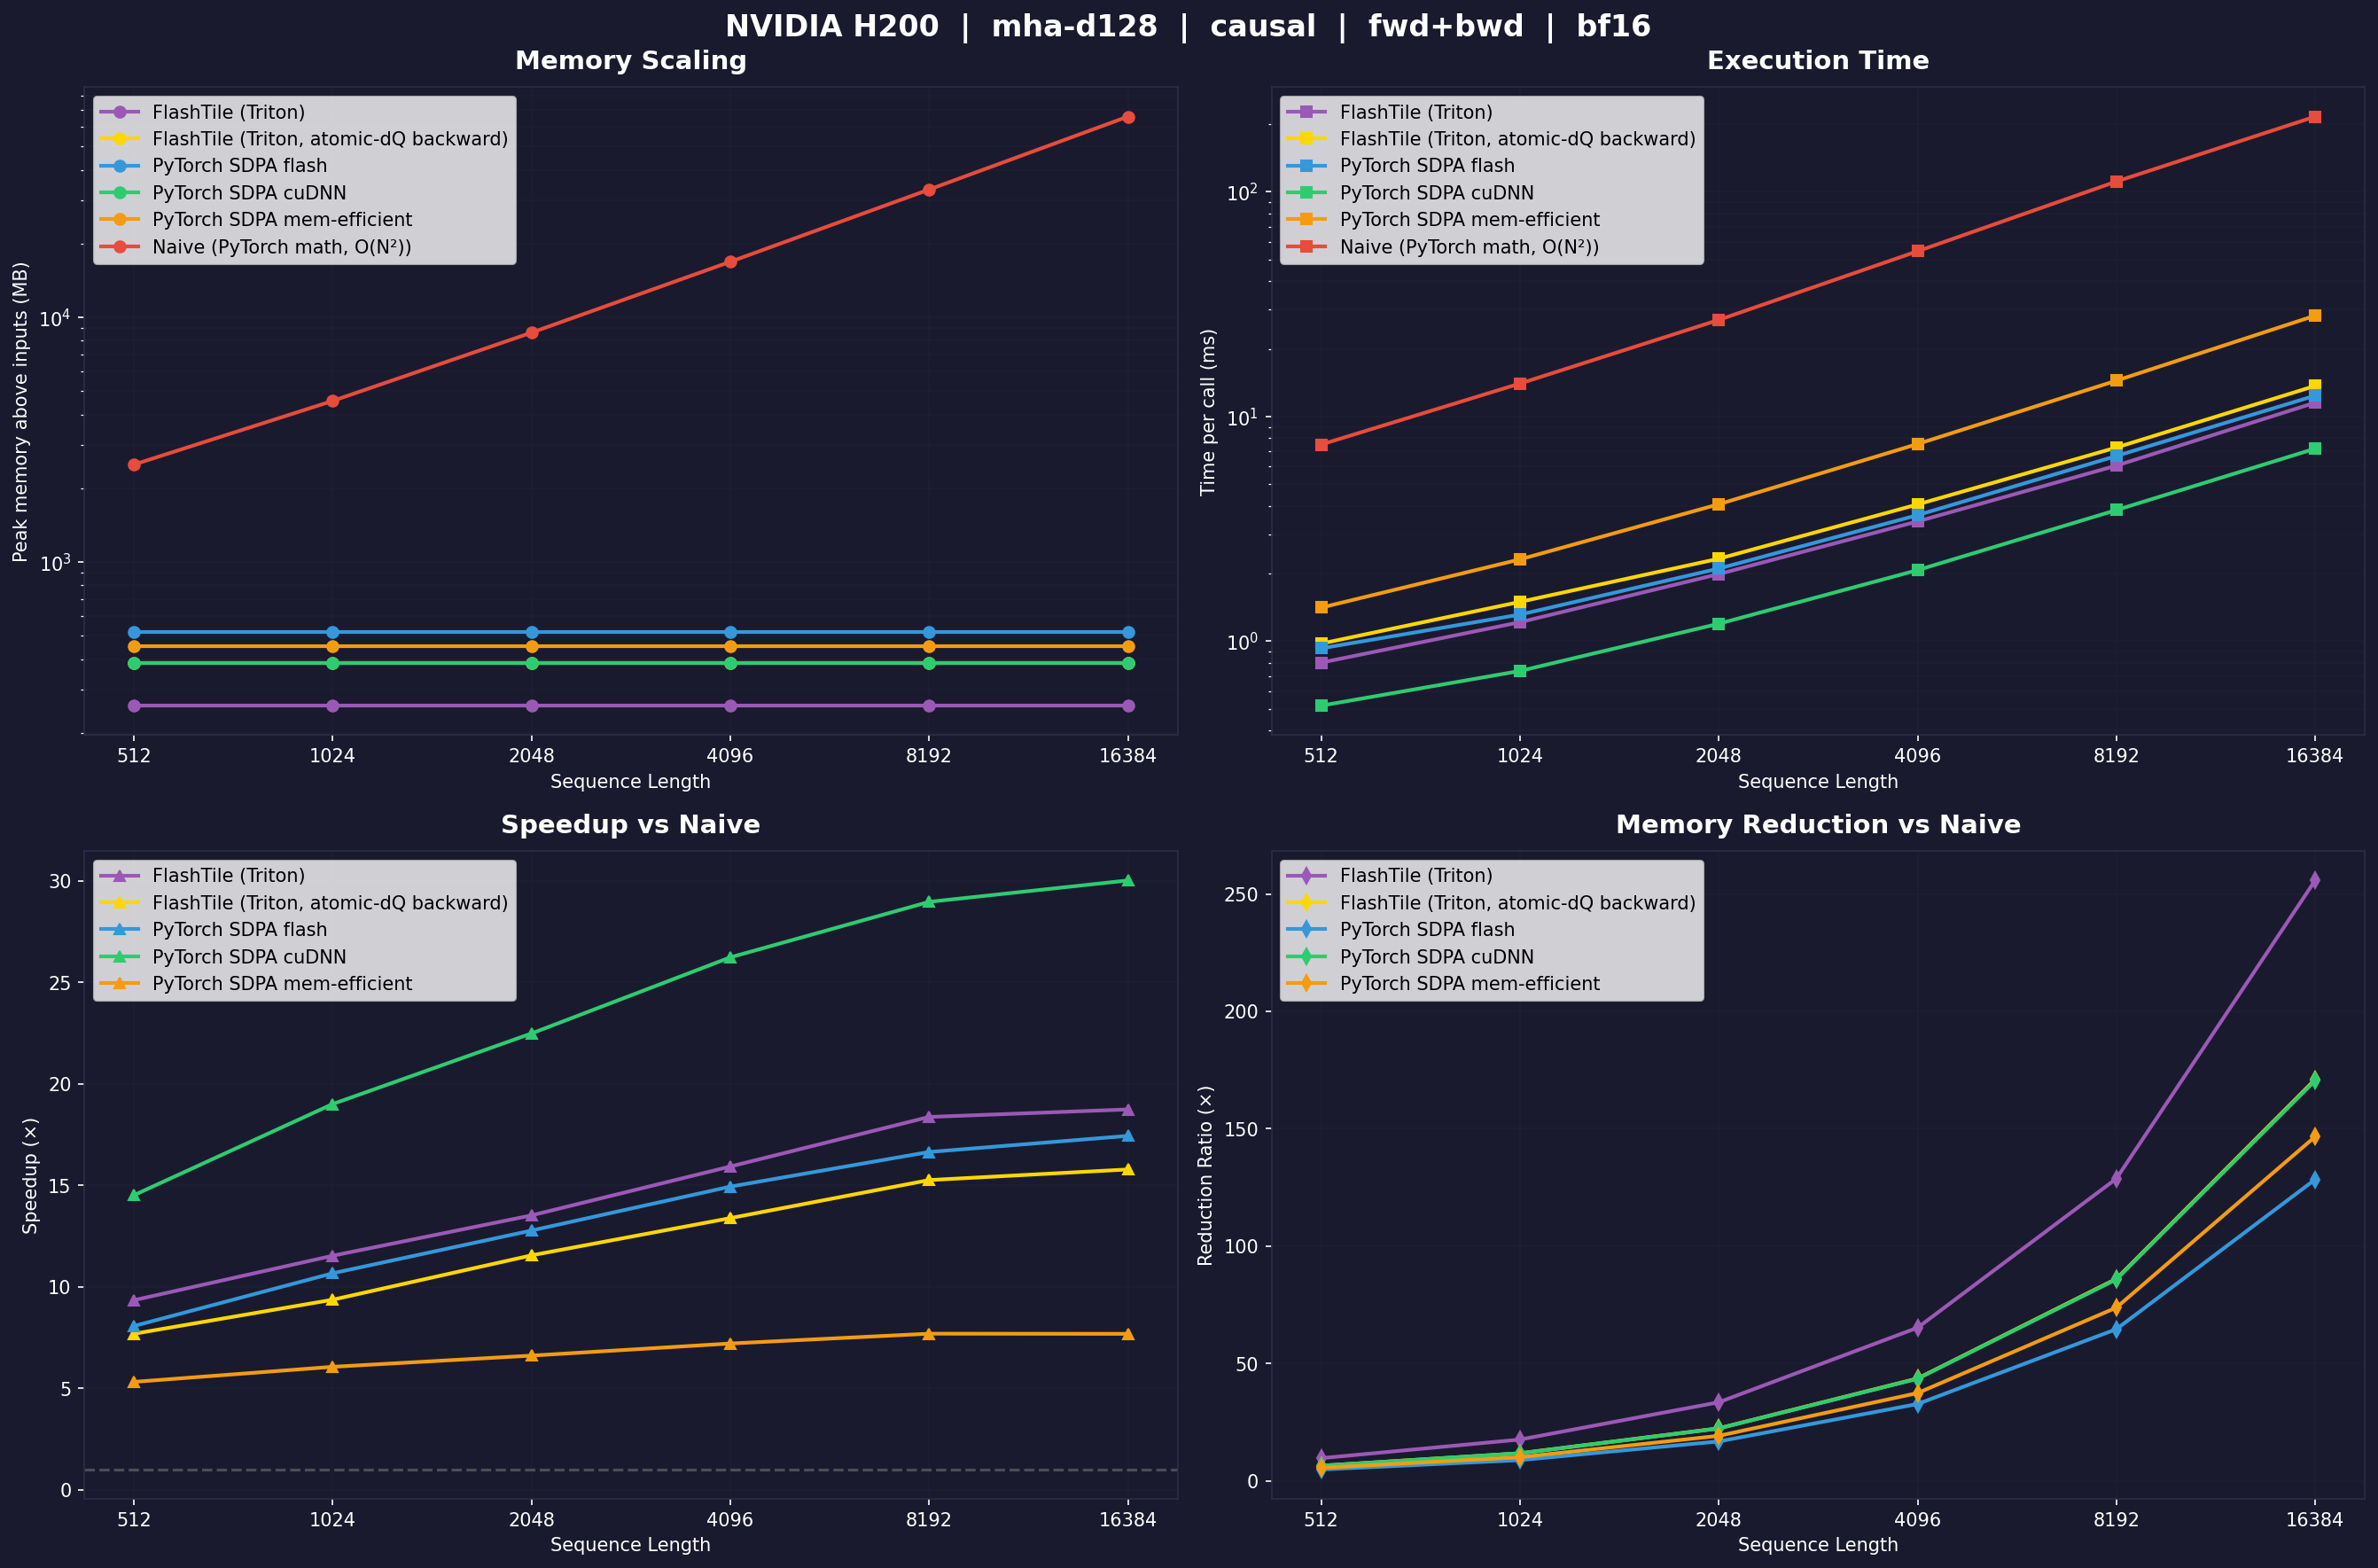 NVIDIA H200 | mha-d128 | causal | fwd+bwd | bf16
Memory Scaling
FlashTile (Triton)
FlashTile (Triton, atomic-dQ backward)
PyTorch SDPA flash
PyTorch SDPA cuDNN
PyTorch SDPA mem-efficient
Naive (PyTorch math, O(N²))
Peak memory above inputs (MB)
10⁴
10³
512 1024 2048 4096 8192 16384
Sequence Length
Execution Time
FlashTile (Triton)
FlashTile (Triton, atomic-dQ backward)
PyTorch SDPA flash
PyTorch SDPA cuDNN
PyTorch SDPA mem-efficient
Naive (PyTorch math, O(N²))
Time per call (ms)
10²
10¹
10⁰
512 1024 2048 4096 8192 16384
Sequence Length
Speedup vs Naive
FlashTile (Triton)
FlashTile (Triton, atomic-dQ backward)
PyTorch SDPA flash
PyTorch SDPA cuDNN
PyTorch SDPA mem-efficient
Speedup (×)
30
25
20
15
10
5
0
512 1024 2048 4096 8192 16384
Sequence Length
Memory Reduction vs Naive
FlashTile (Triton)
FlashTile (Triton, atomic-dQ backward)
PyTorch SDPA flash
PyTorch SDPA cuDNN
PyTorch SDPA mem-efficient
Reduction Ratio (×)
250
200
150
100
50
0
512 1024 2048 4096 8192 16384
Sequence Length